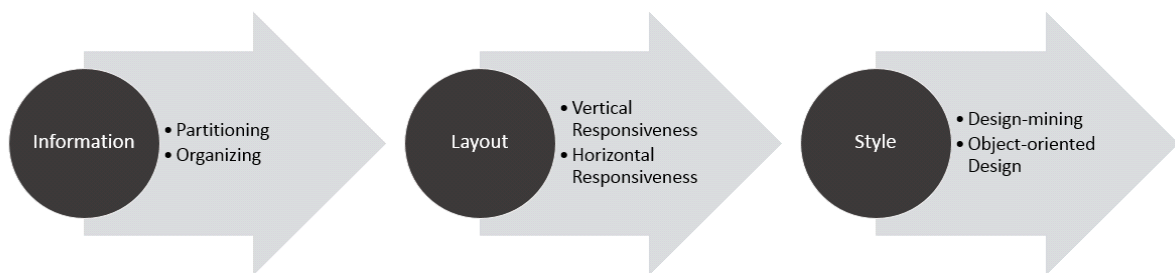 Information
• Partitioning
• Organizing
Layout
• Vertical
Responsiveness
• Horizontal
Responsiveness
Style
• Design-mining
• Object-oriented
Design